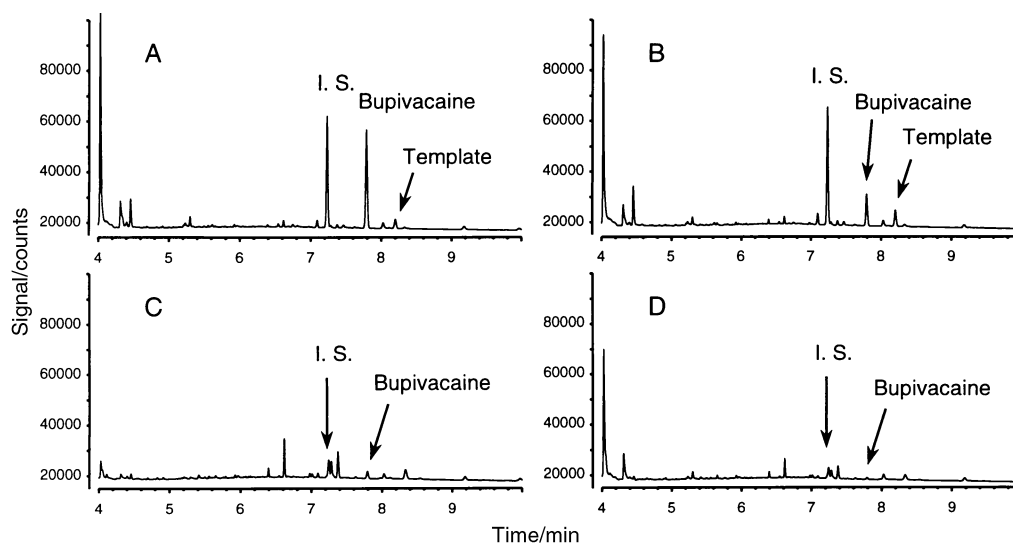 A
I. S.
Bupivacaine
Template
80000
60000
40000
20000
4 5 6 7 8 9
B
I. S.
Bupivacaine
Template
80000
60000
40000
20000
4 5 6 7 8 9
Signal/counts
C
I. S.
Bupivacaine
80000
60000
40000
20000
4 5 6 7 8 9
D
I. S.
Bupivacaine
80000
60000
40000
20000
4 5 6 7 8 9
Time/min